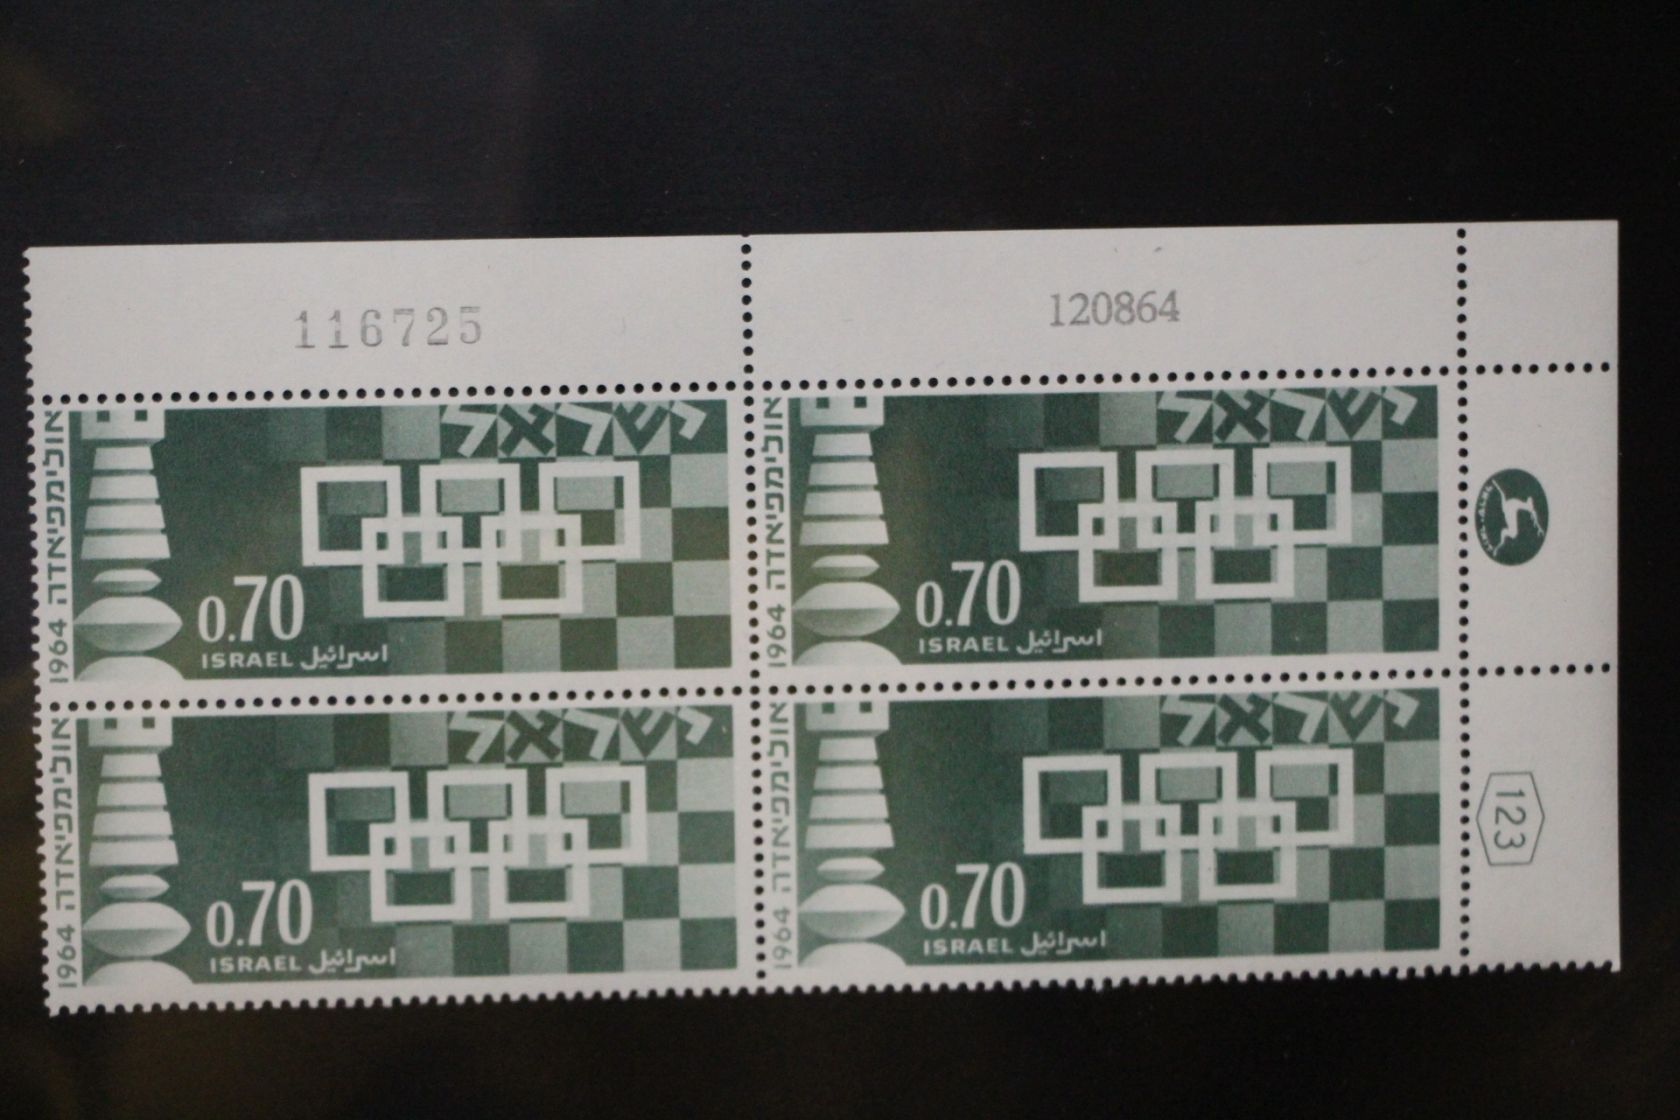 116725
120864
ישראל
אולימפיאדה 1964
0.70
ISRAEL اسرائيل
ישראל
אולימפיאדה 1964
0.70
ISRAEL اسرائيل
ישראל
אולימפיאדה 1964
0.70
ISRAEL اسرائيل
ישראל
אולימפיאדה 1964
0.70
ISRAEL اسرائيل
123